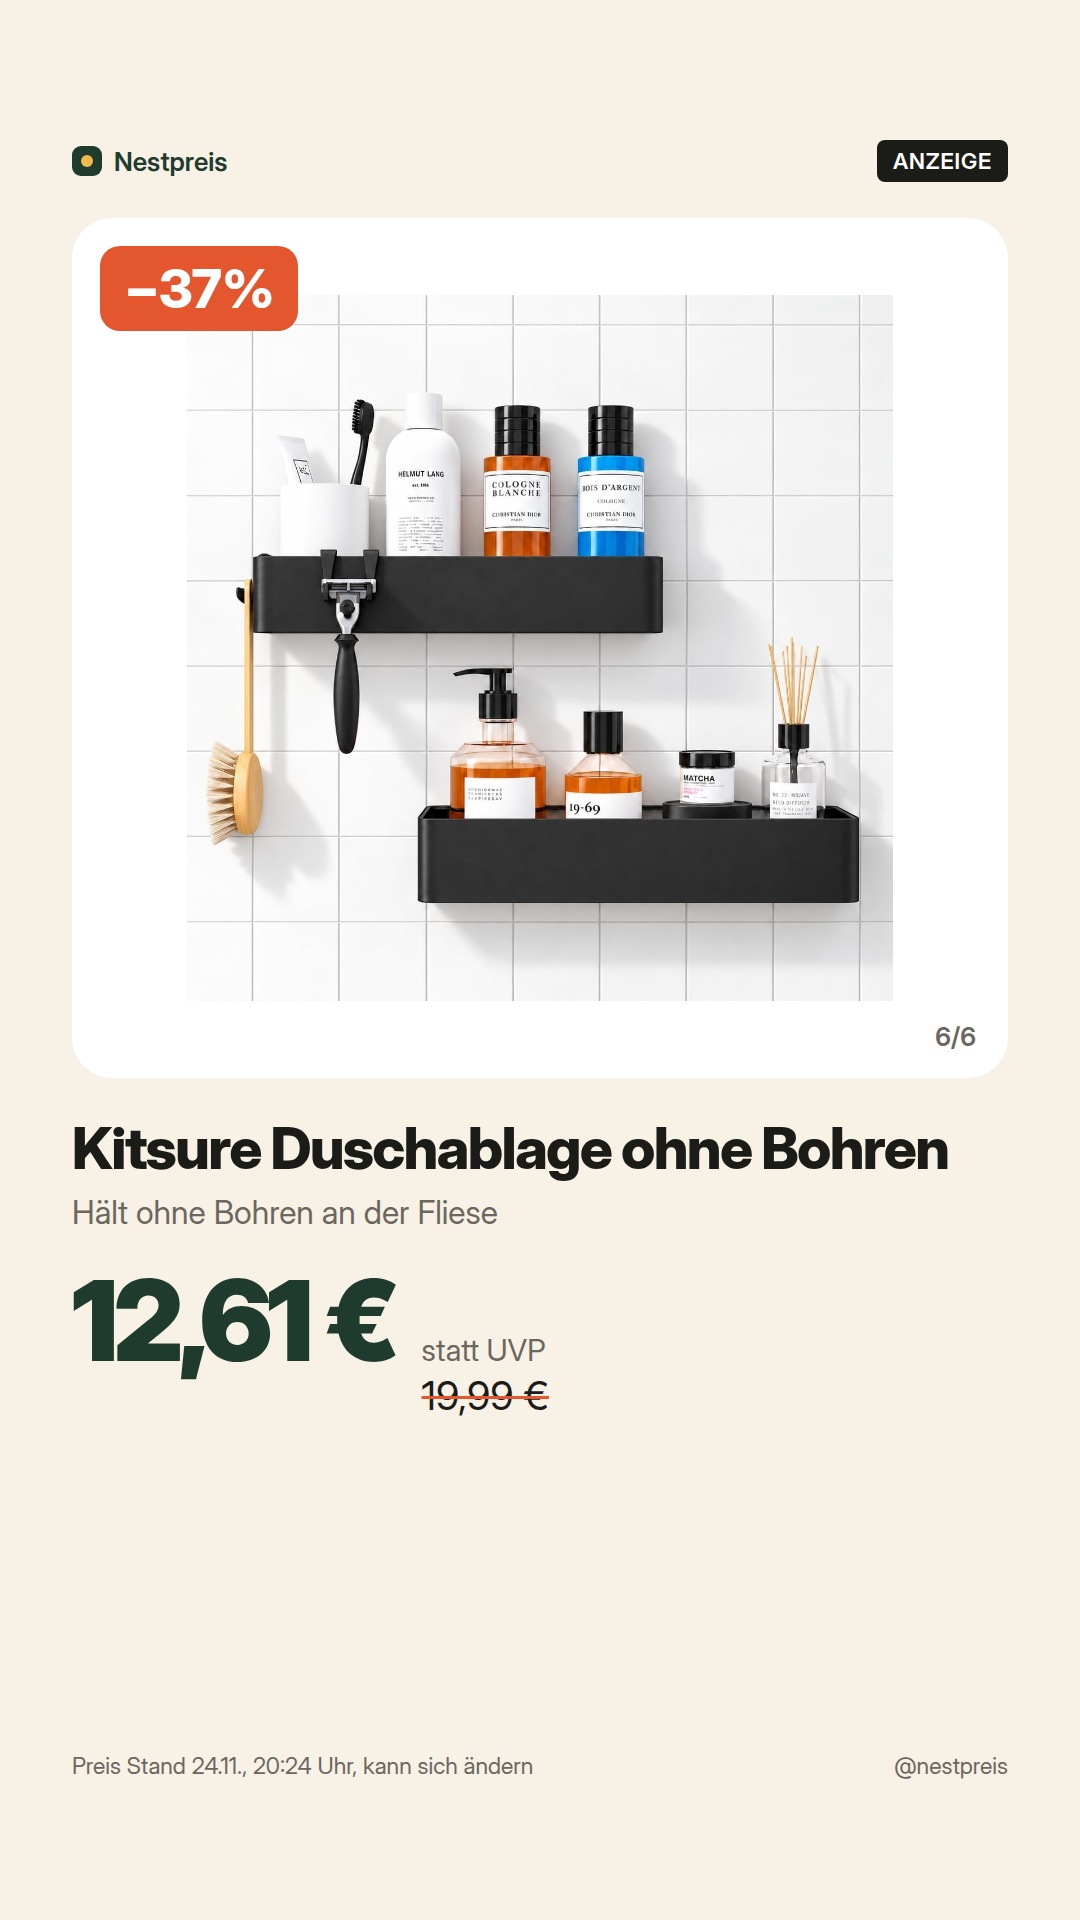 Nestpreis
ANZEIGE
–37%
HELMUT LANG
COLOGNE
BLANCHE
CHRISTIAN DIOR
PARIS
BOIS D'ARGENT
COLOGNE
CHRISTIAN DIOR
PARIS
MATCHA
19-69
6/6
Kitsure Duschablage ohne Bohren
Hält ohne Bohren an der Fliese
12,61 €
statt UVP
19,99 €
Preis Stand 24.11., 20:24 Uhr, kann sich ändern
@nestpreis